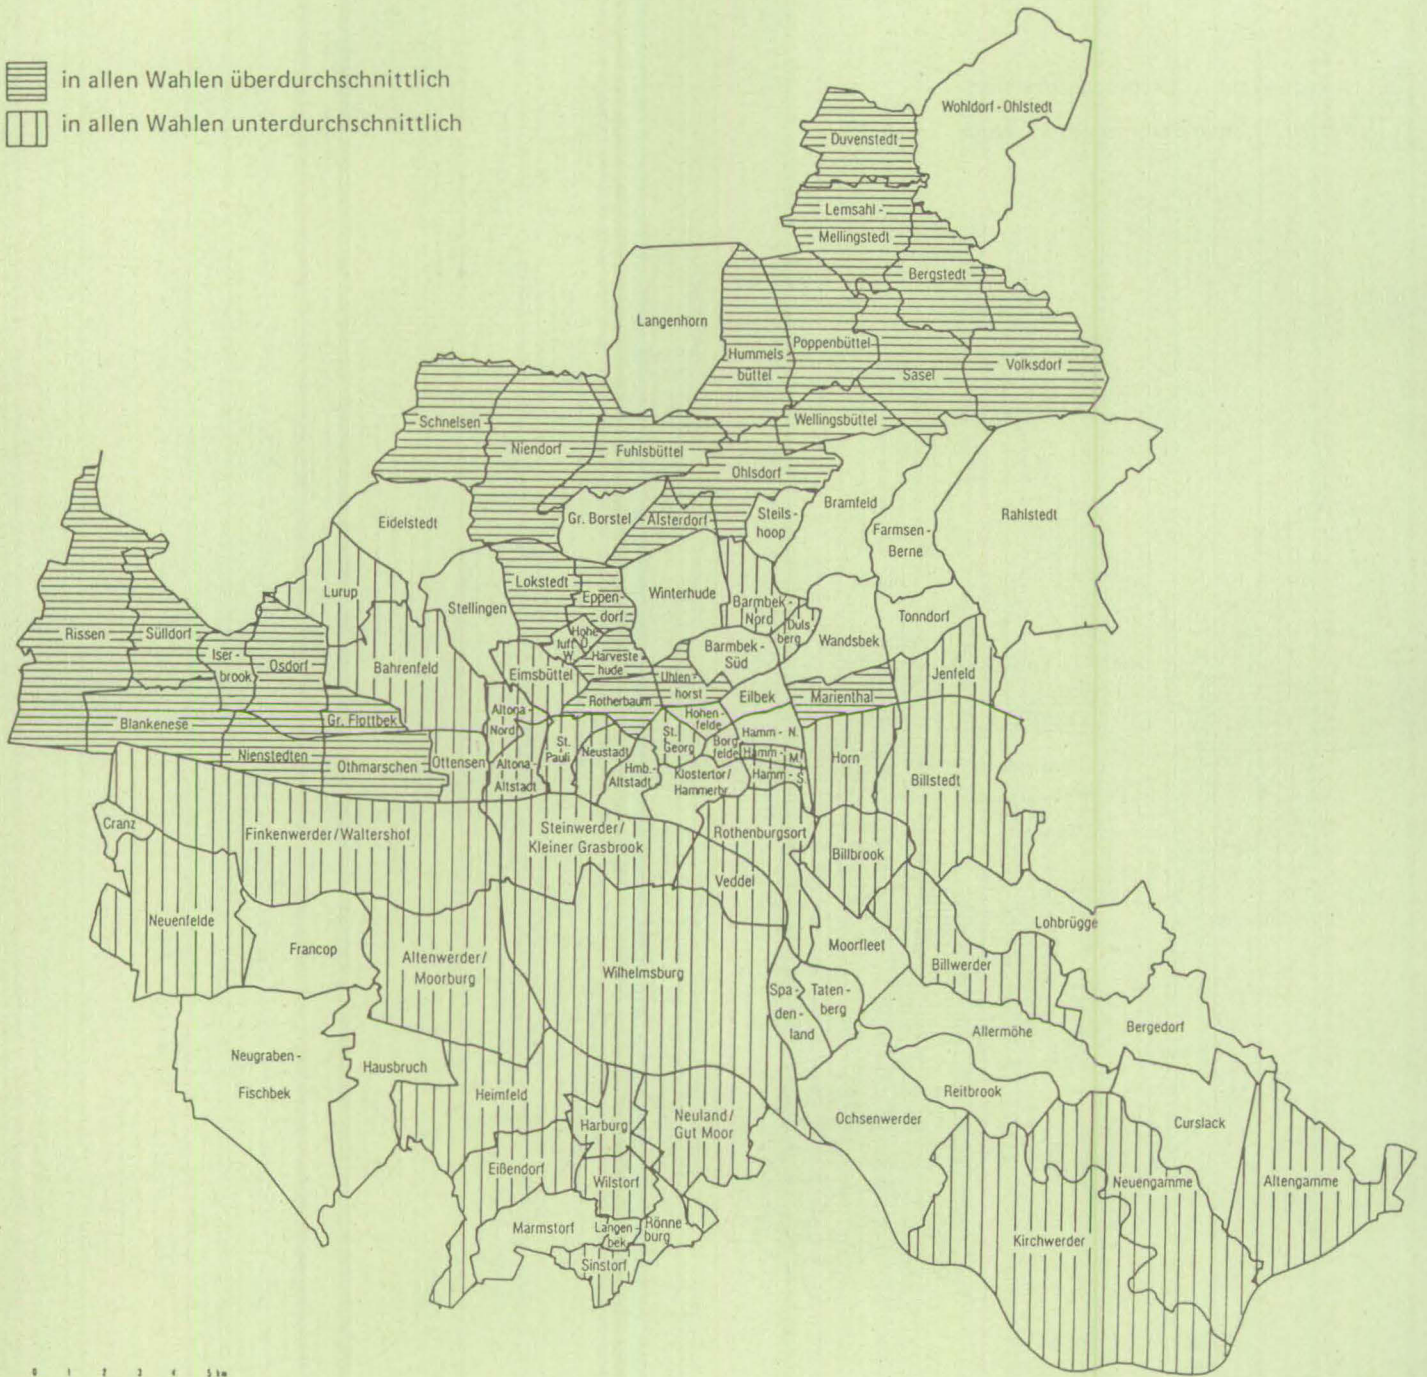 in allen Wahlen überdurchschnittlich
in allen Wahlen unterdurchschnittlich
Wohldorf - Ohlstedt
Duvenstedt
Lemsahl -
Mellingstedt
Bergstedt
Langenhorn
Hummels
büttel
Poppenbüttel
Sasel
Volksdorf
Schnelsen
Niendorf
Fuhlsbüttel
Wellingsbüttel
Ohlsdorf
Eidelstedt
Gr. Borstel
Alsterdorf
Steils-
hoop
Bramfeld
Farmsen-
Berne
Rahlstedt
Lurup
Stellingen
Lokstedt
Eppen-
dorf
Winterhude
Barmbek-
Nord
Duls
berg
Wandsbek
Tonndorf
Rissen
Sülldorf
Iser-
brook
Osdorf
Bahrenfeld
Eimsbüttel
Hohe
luft
O
W
Harveste
hude
Barmbek-
Süd
Uhlen-
horst
Eilbek
Marienthal
Jenfeld
Blankenese
Gr. Flottbek
Nienstedten
Othmarschen
Ottensen
Altona-
Nord
Altona-
Altstadt
St.
Pauli
Rotherbaum
Neustadt
Hmb.-
Altstadt
St.
Georg
Hohen-
felde
Borg
felde
Hamm - N.
Hamm - M.
Hamm - S.
Klostertor/
Hammerbr.
Horn
Billstedt
Cranz
Finkenwerder/Waltershof
Steinwerder/
Kleiner Grasbrook
Rothenburgsort
Veddel
Billbrook
Neuenfelde
Francop
Altenwerder/
Moorburg
Wilhelmsburg
Moorfleet
Billwerder
Lohbrügge
Spa-
den-
land
Taten-
berg
Allermöhe
Bergedorf
Neugraben-
Fischbek
Hausbruch
Heimfeld
Harburg
Neuland/
Gut Moor
Ochsenwerder
Reitbrook
Curslack
Eißendorf
Wilstorf
Neuengamme
Altengamme
Marmstorf
Langen-
bek
Rönne
burg
Kirchwerder
Sinstorf
0 1 2 3 4 5 km